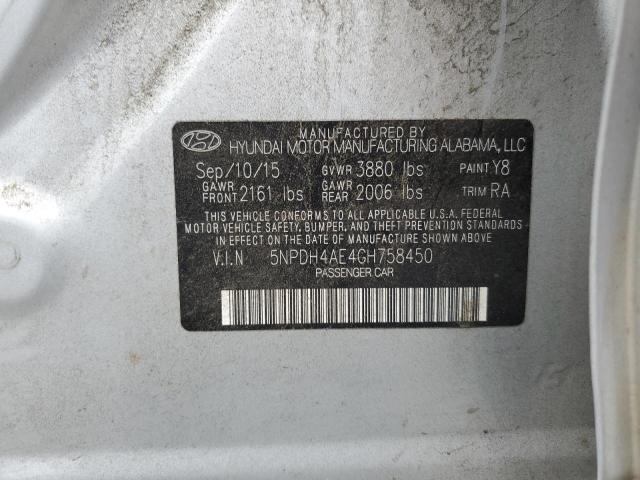 MANUFACTURED BY
HYUNDAI MOTOR MANUFACTURING ALABAMA, LLC
Sep/10/15 GVWR 3880 lbs PAINT Y8
GAWR FRONT 2161 lbs GAWR REAR 2006 lbs TRIM RA
THIS VEHICLE CONFORMS TO ALL APPLICABLE U.S.A. FEDERAL
MOTOR VEHICLE SAFETY, BUMPER, AND THEFT PREVENTION
STANDARDS IN EFFECT ON THE DATE OF MANUFACTURE SHOWN ABOVE.
V.I.N 5NPDH4AE4GH758450
PASSENGER CAR